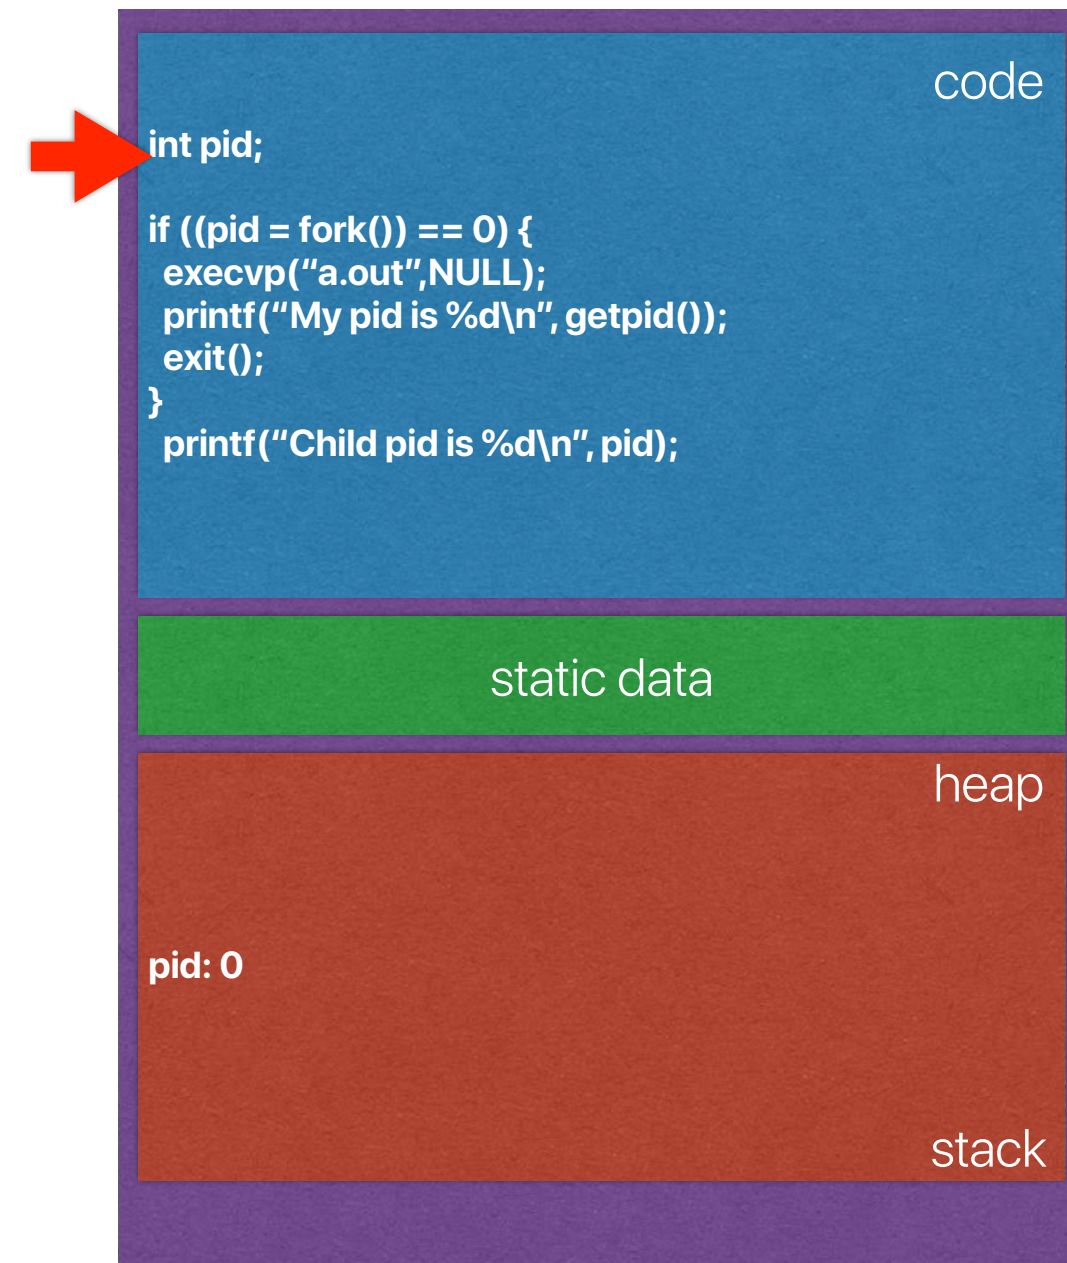 code
int pid;
if ((pid = fork()) == 0) {
execvp(“a.out”,NULL);
printf(“My pid is %d\n”, getpid());
exit();
}
printf(“Child pid is %d\n”, pid);
static data
heap
pid: 0
stack